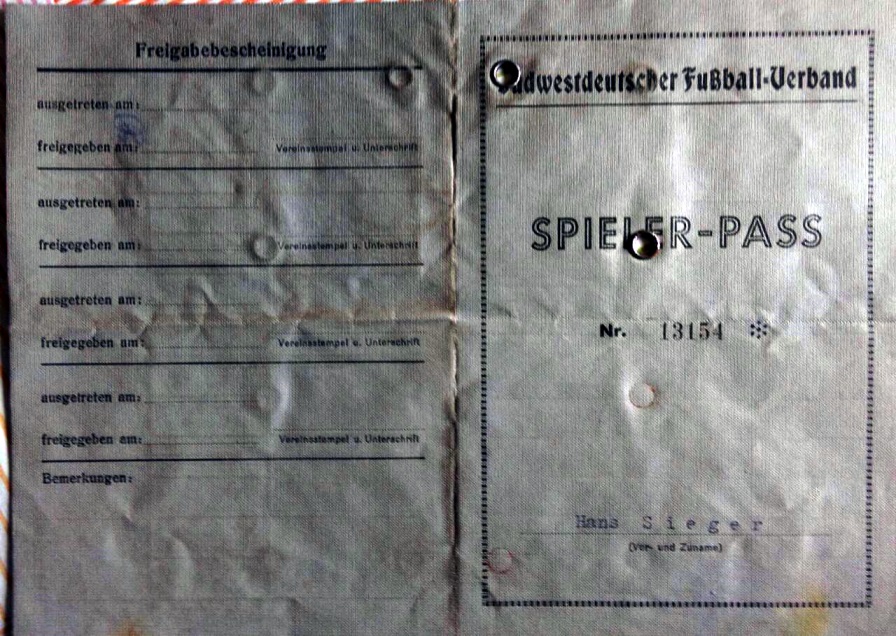 Freigabebescheinigung
ausgetreten am:
freigegeben am: Vereinsstempel u. Unterschrift
ausgetreten am:
freigegeben am: Vereinsstempel u. Unterschrift
ausgetreten am:
freigegeben am: Vereinsstempel u. Unterschrift
ausgetreten am:
freigegeben am: Vereinsstempel u. Unterschrift
Bemerkungen:
Südwestdeutscher Fußball-Verband
SPIELER-PASS
Nr. 13154 *
Hans Sieger
(Vor- und Zuname)